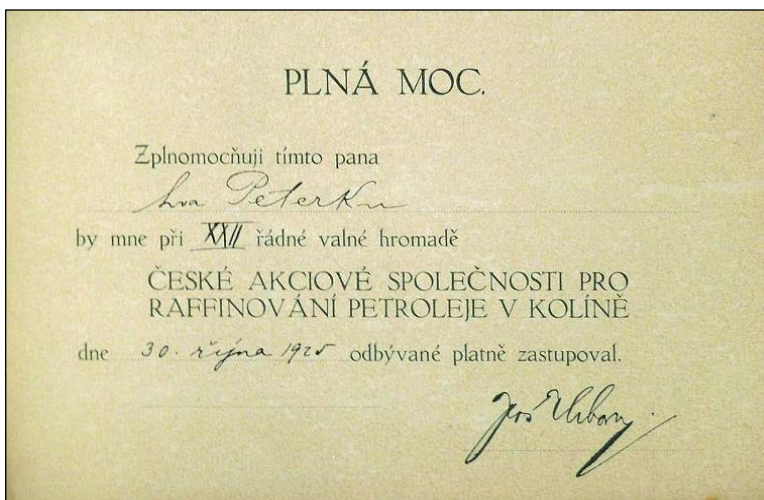 PLNÁ MOC.
Zplnomocňuji tímto pana
Lva Peterku
by mne při XXII řádné valné hromadě
ČESKÉ AKCIOVÉ SPOLEČNOSTI PRO
RAFFINOVÁNÍ PETROLEJE V KOLÍNĚ
dne 30. října 1925 odbývané platně zastupoval.